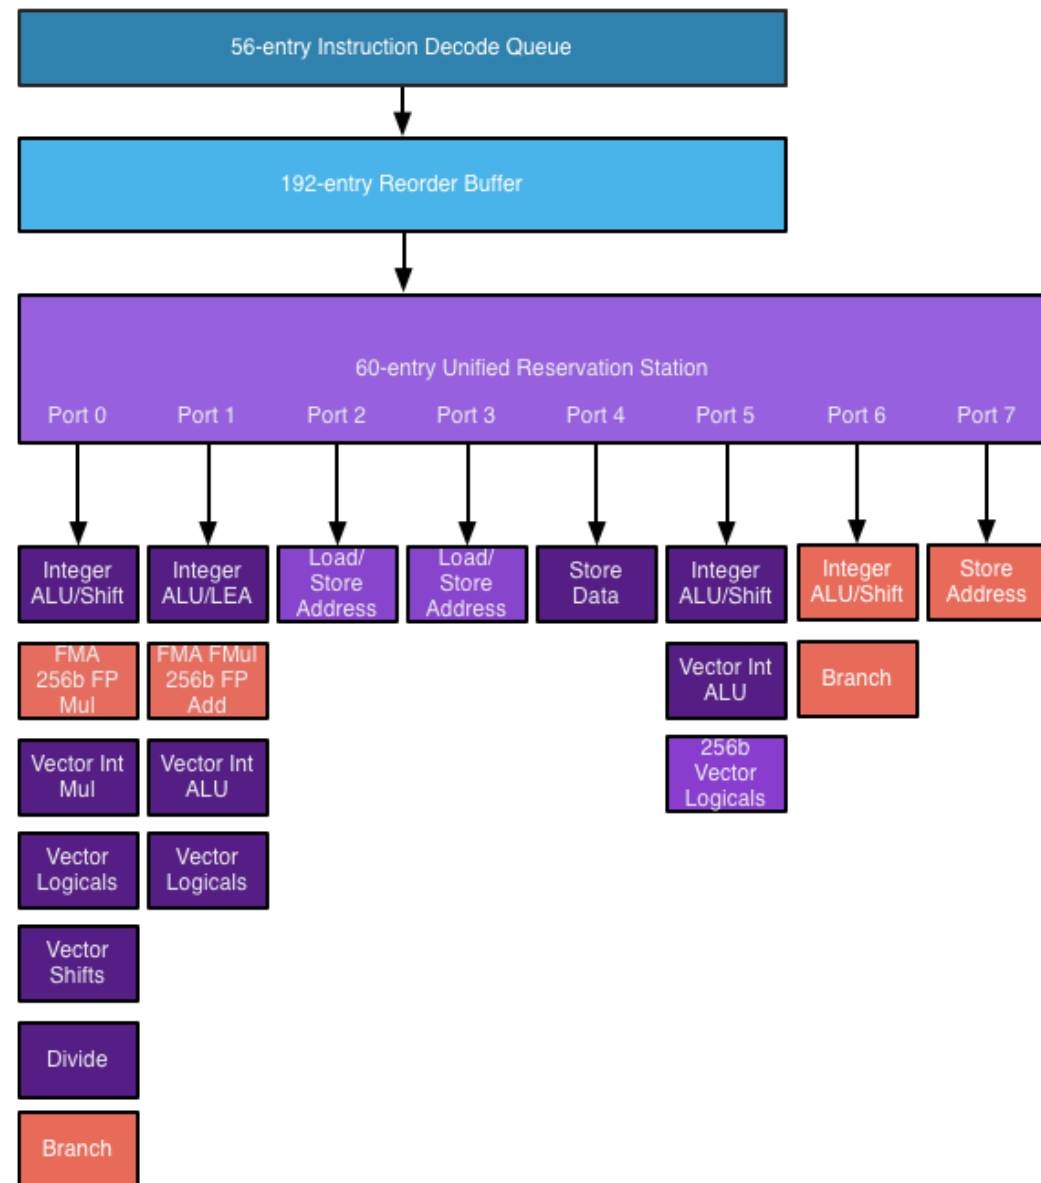 56-entry Instruction Decode Queue
192-entry Reorder Buffer
60-entry Unified Reservation Station
Port 0 Port 1 Port 2 Port 3 Port 4 Port 5 Port 6 Port 7
Integer
ALU/Shift
Integer
ALU/LEA
Load/
Store
Address
Load/
Store
Address
Store
Data
Integer
ALU/Shift
Integer
ALU/Shift
Store
Address
FMA
256b FP
Mul
FMA FMul
256b FP
Add
Vector Int
ALU
Branch
Vector Int
Mul
Vector Int
ALU
256b
Vector
Logicals
Vector
Logicals
Vector
Logicals
Vector
Shifts
Divide
Branch